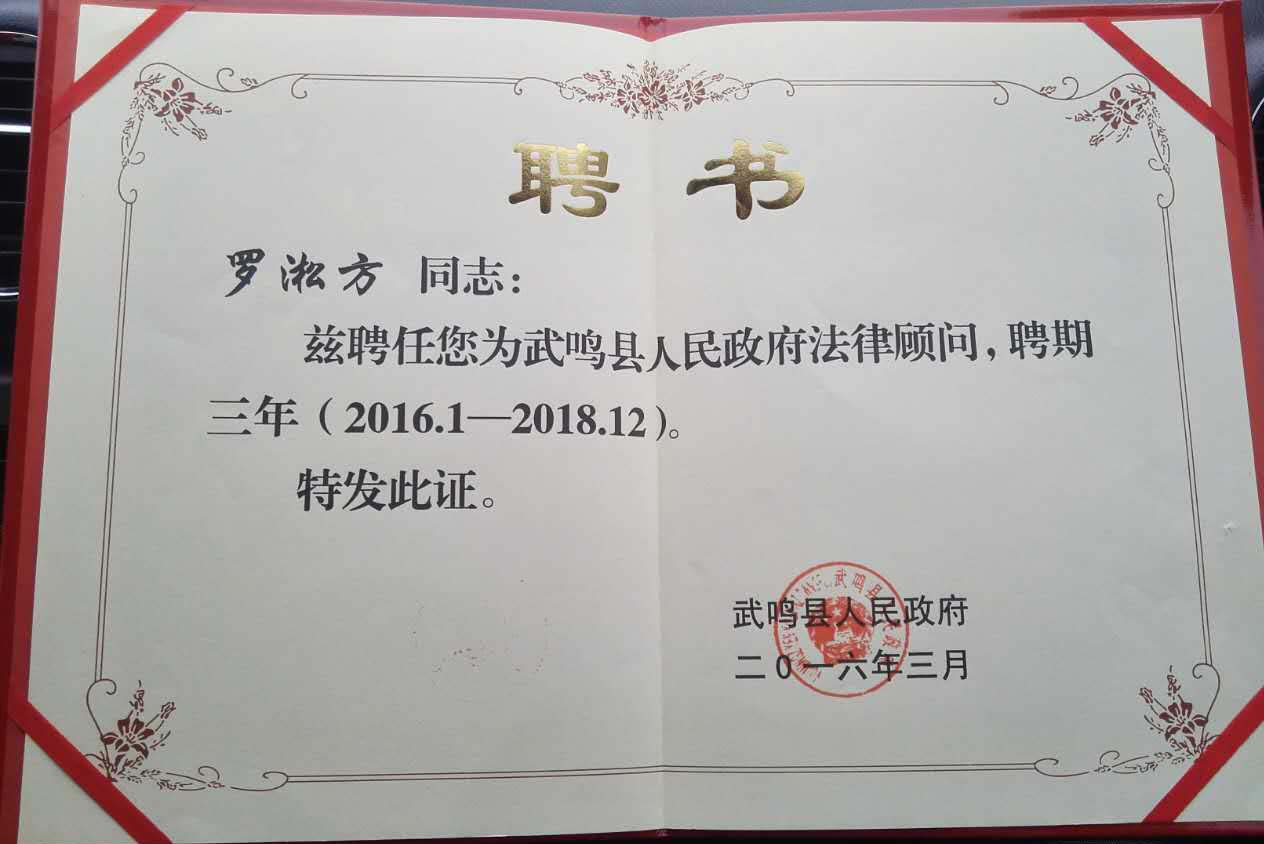 聘书
罗淞方 同志：
兹聘任您为武鸣县人民政府法律顾问，聘期
三年（2016.1—2018.12）。
特发此证。
武鸣县人民政府
二0一六年三月